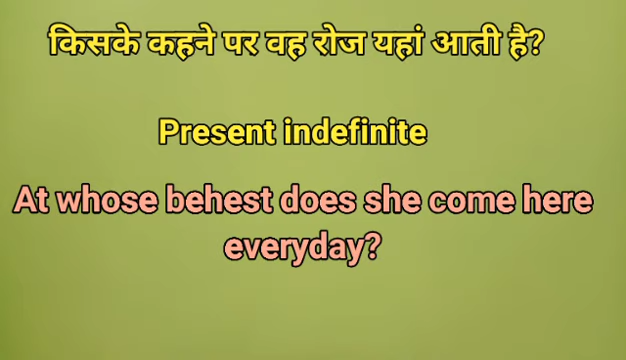 किसके कहने पर वह रोज यहां आती है?
Present indefinite
At whose behest does she come here
everyday?